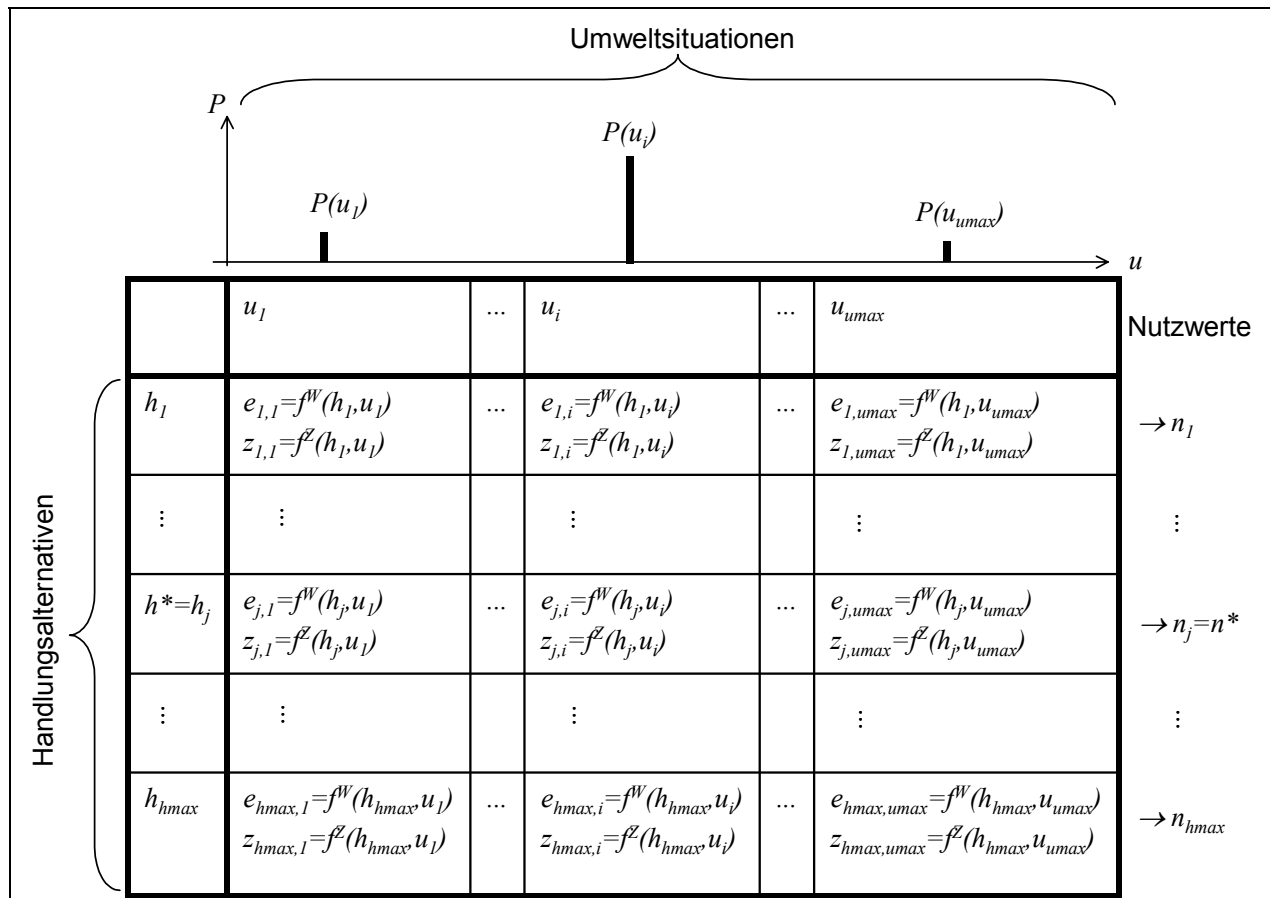 Umweltsituationen
P
P(u_i)
P(u_1)
P(u_umax)
u
u_1 ... u_i ... u_umax
Nutzwerte
h_1 e_1,1=f^W(h_1,u_1) ... e_1,i=f^W(h_1,u_i) ... e_1,umax=f^W(h_1,u_umax)
z_1,1=f^Z(h_1,u_1) z_1,i=f^Z(h_1,u_i) z_1,umax=f^Z(h_1,u_umax)
→ n_1
⋮ ⋮ ⋮ ⋮ ⋮
Handlungsalternativen
h*=h_j e_j,1=f^W(h_j,u_1) ... e_j,i=f^W(h_j,u_i) ... e_j,umax=f^W(h_j,u_umax)
z_j,1=f^Z(h_j,u_1) z_j,i=f^Z(h_j,u_i) z_j,umax=f^Z(h_j,u_umax)
→ n_j=n*
⋮ ⋮ ⋮ ⋮ ⋮
h_hmax e_hmax,1=f^W(h_hmax,u_1) ... e_hmax,i=f^W(h_hmax,u_i) ... e_hmax,umax=f^W(h_hmax,u_umax)
z_hmax,1=f^Z(h_hmax,u_1) z_hmax,i=f^Z(h_hmax,u_i) z_hmax,umax=f^Z(h_hmax,u_umax)
→ n_hmax